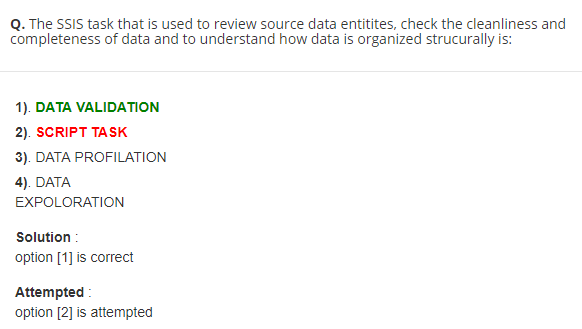 Q. The SSIS task that is used to review source data entitites, check the cleanliness and
completeness of data and to understand how data is organized strucurally is:
1). DATA VALIDATION
2). SCRIPT TASK
3). DATA PROFILATION
4). DATA
EXPOLORATION
Solution :
option [1] is correct
Attempted :
option [2] is attempted